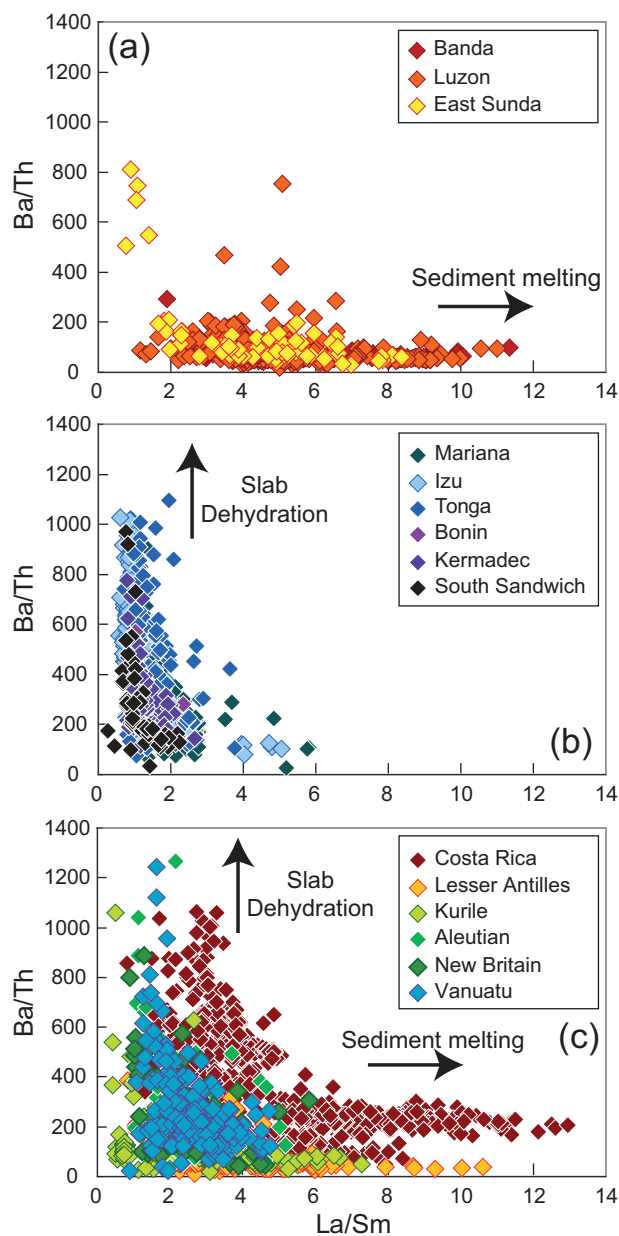 (a)
Banda
Luzon
East Sunda
Sediment melting
Ba/Th
1400
1200
1000
800
600
400
200
0
0 2 4 6 8 10 12 14
Mariana
Izu
Tonga
Bonin
Kermadec
South Sandwich
Slab
Dehydration
(b)
Ba/Th
1400
1200
1000
800
600
400
200
0
0 2 4 6 8 10 12 14
Costa Rica
Lesser Antilles
Kurile
Aleutian
New Britain
Vanuatu
Slab
Dehydration
Sediment melting
(c)
Ba/Th
1400
1200
1000
800
600
400
200
0
0 2 4 6 8 10 12 14
La/Sm